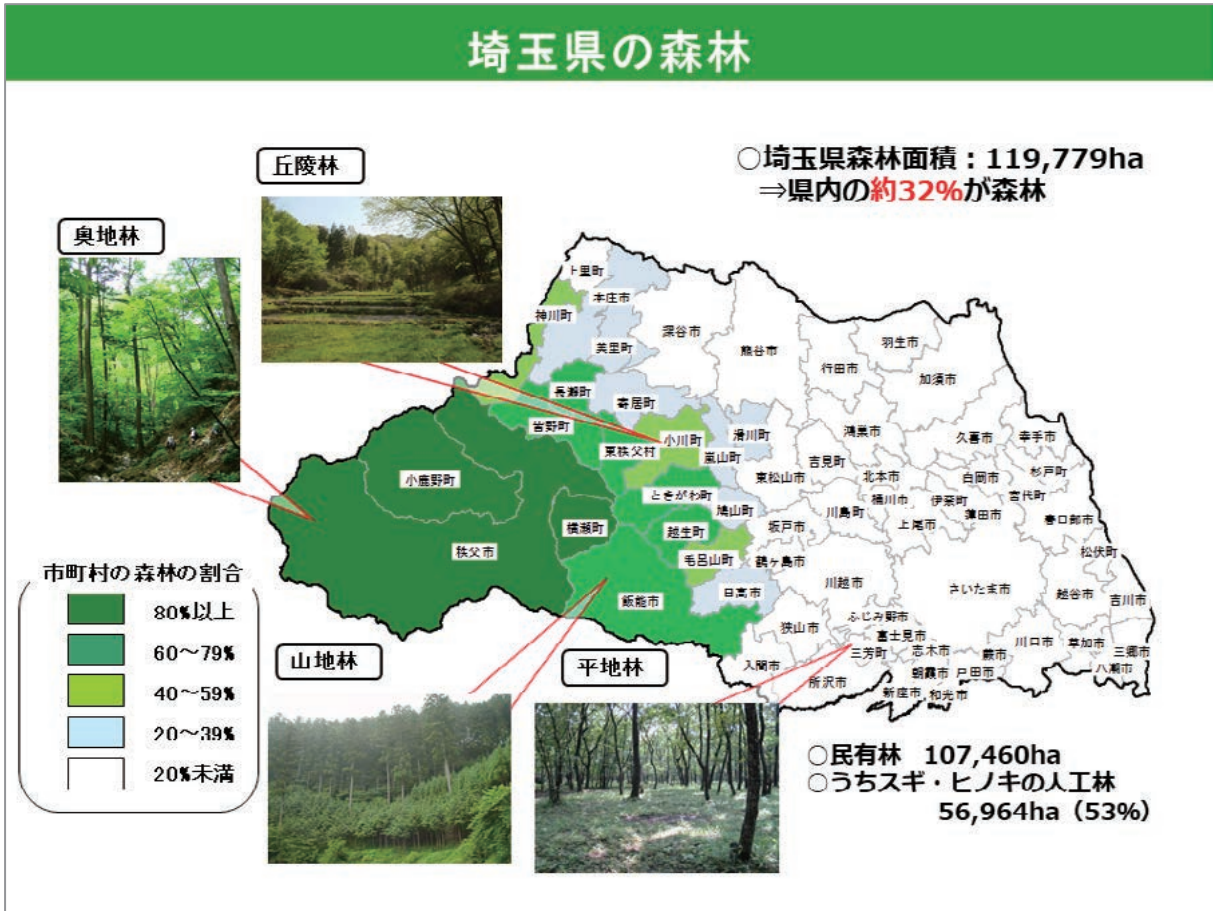 埼玉県の森林
○埼玉県森林面積：119,779ha
⇒県内の約32%が森林
丘陵林
奥地林
上里町
本庄市
神川町
美里町
深谷市
熊谷市
行田市
羽生市
加須市
長瀞町
寄居町
皆野町
小川町
滑川町
東秩父村
嵐山町
東松山市
吉見町
鴻巣市
北本市
久喜市
幸手市
杉戸町
白岡市
宮代町
桶川市
伊奈町
蓮田市
上尾市
春日部市
小鹿野町
ときがわ町
鳩山町
川島町
坂戸市
横瀬町
越生町
秩父市
毛呂山町
鶴ヶ島市
松伏町
川越市
さいたま市
越谷市
吉川市
飯能市
日高市
ふじみ野市
狭山市
富士見市
三芳町
志木市
川口市
草加市
三郷市
蕨市
戸田市
八潮市
入間市
所沢市
朝霞市
新座市
和光市
市町村の森林の割合
80%以上
60～79%
40～59%
20～39%
20%未満
山地林
平地林
○民有林　107,460ha
○うちスギ・ヒノキの人工林
56,964ha（53%）